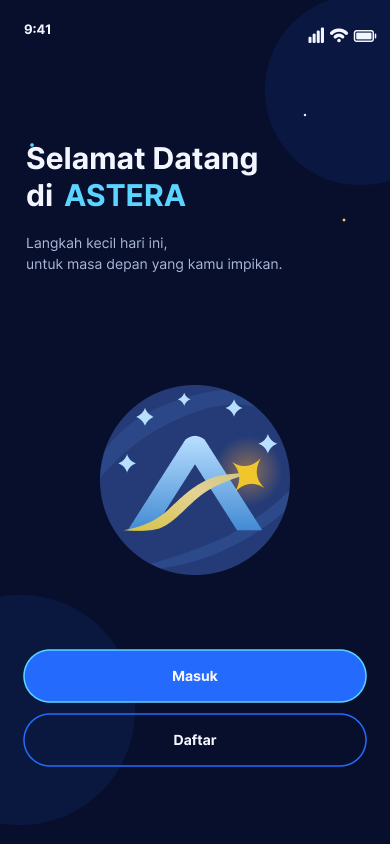 9:41
Selamat Datang
di ASTERA
Langkah kecil hari ini,
untuk masa depan yang kamu impikan.
Masuk
Daftar